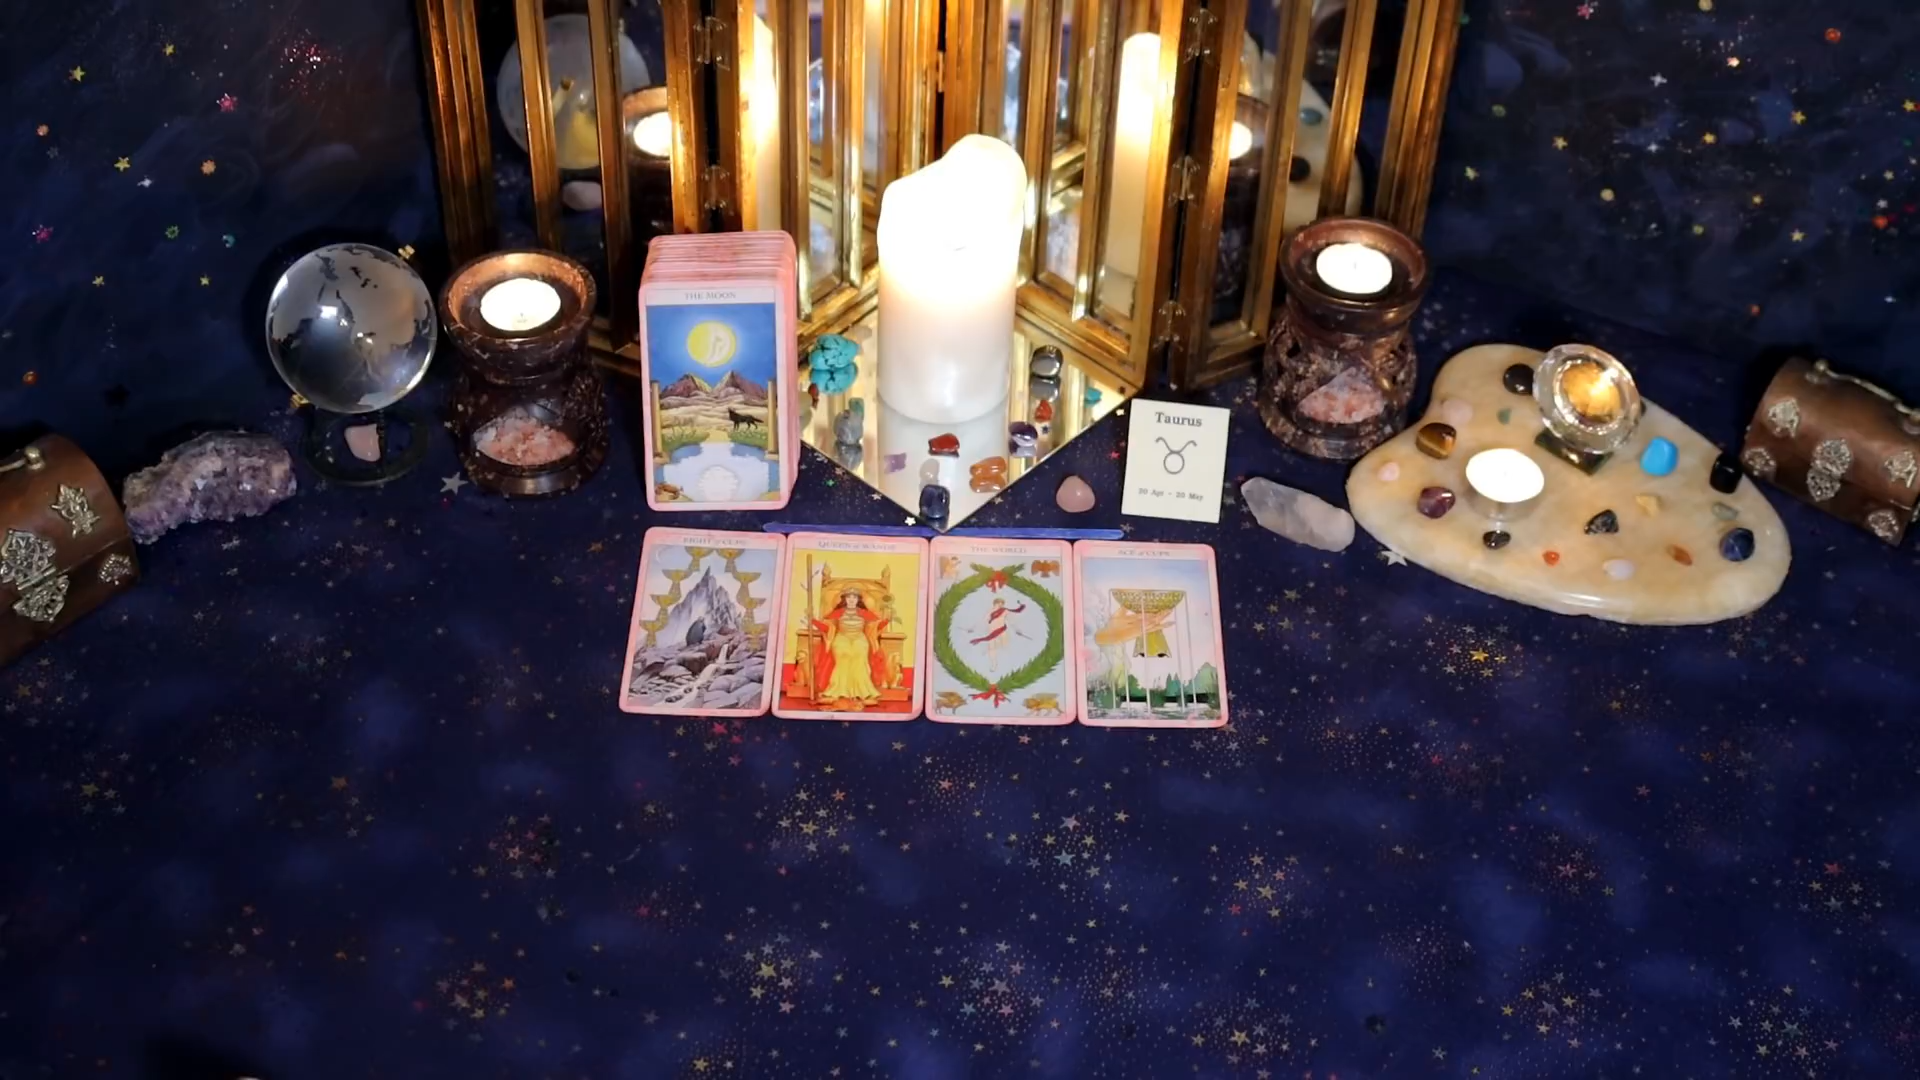 THE MOON
Taurus
20 Apr - 20 May
EIGHT of CUPS
QUEEN of WANDS
THE WORLD
ACE of CUPS